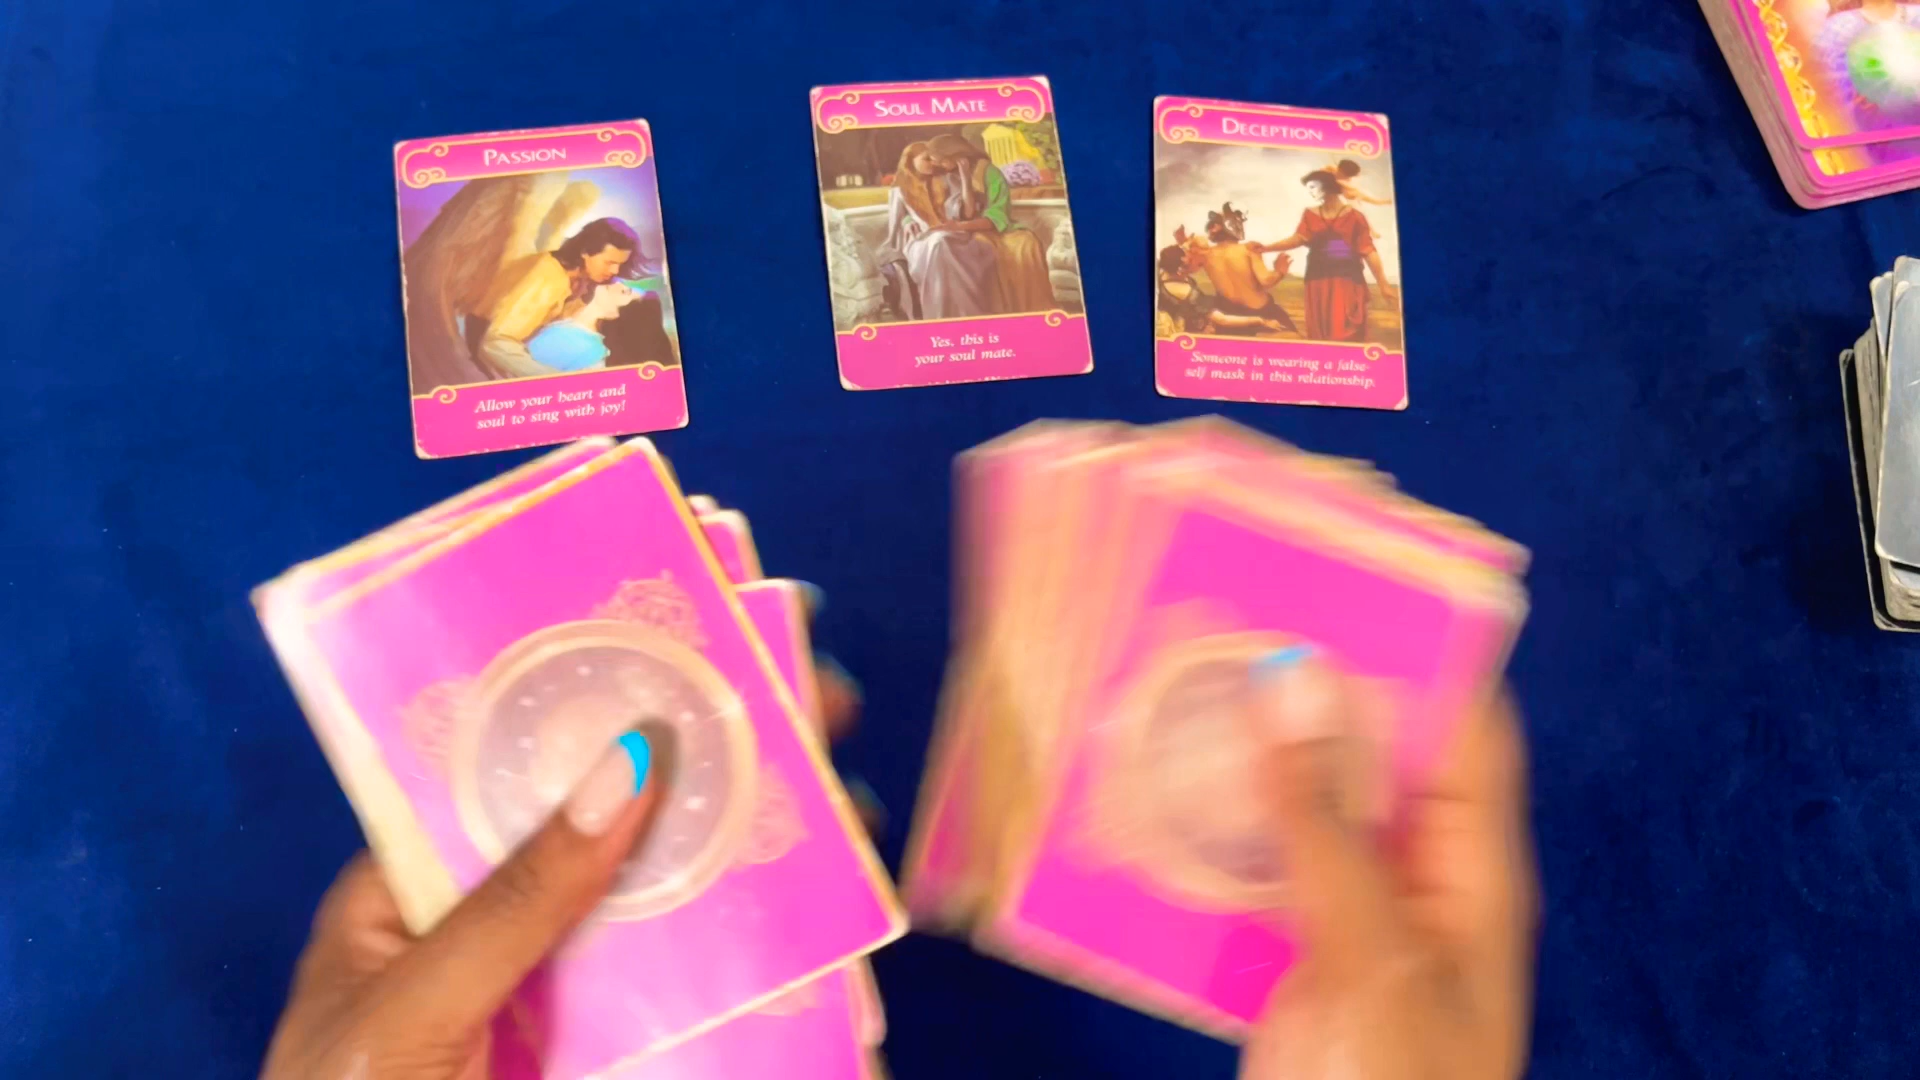 PASSION
Allow your heart and
soul to sing with joy!
SOUL MATE
Yes, this is
your soul mate.
DECEPTION
Someone is wearing a false-
self mask in this relationship.